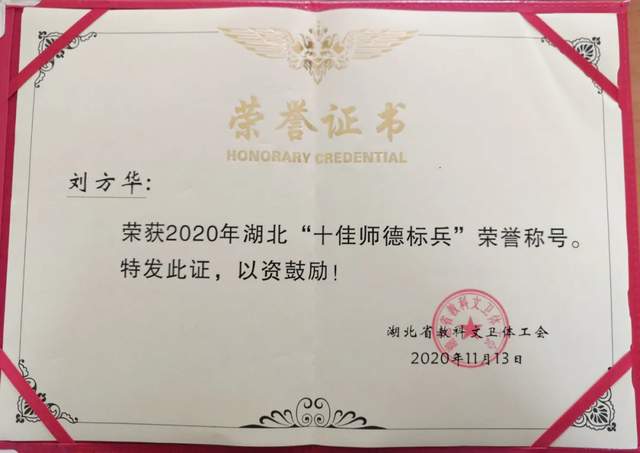 荣誉证书
HONORARY CREDENTIAL
刘方华:
荣获2020年湖北“十佳师德标兵”荣誉称号。
特发此证，以资鼓励！
湖北省教科文卫体工会
2020年11月13日